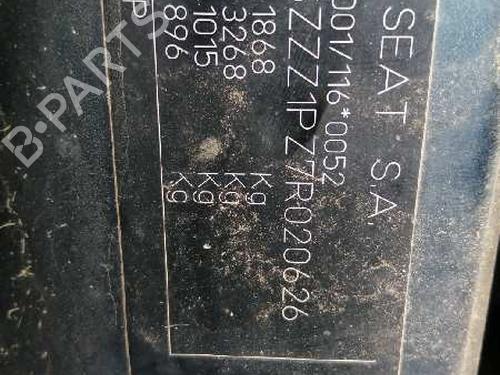 SEAT S.A.
001/116*0052
ZZZ1PZ7R020626
1868 kg
3268 kg
1015 kg
896 kg
B-PARTS